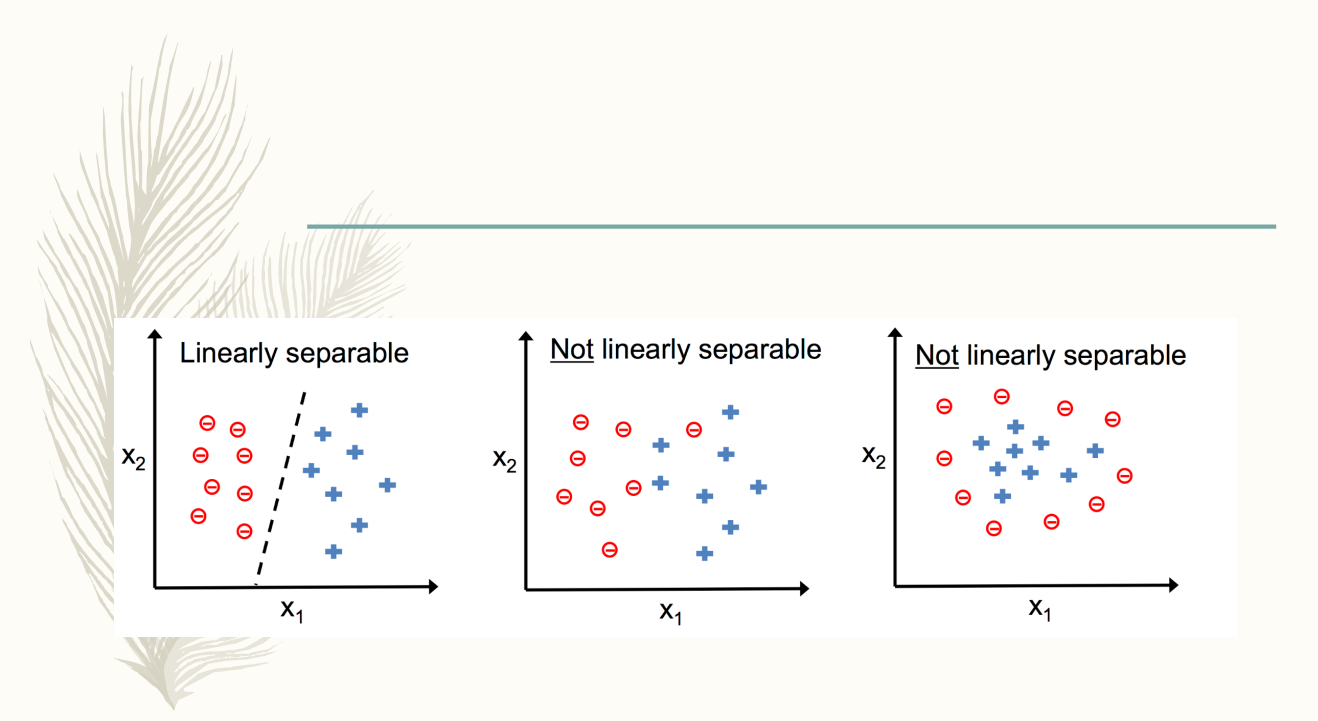 Linearly separable
x₂
x₁
Not linearly separable
x₂
x₁
Not linearly separable
x₂
x₁